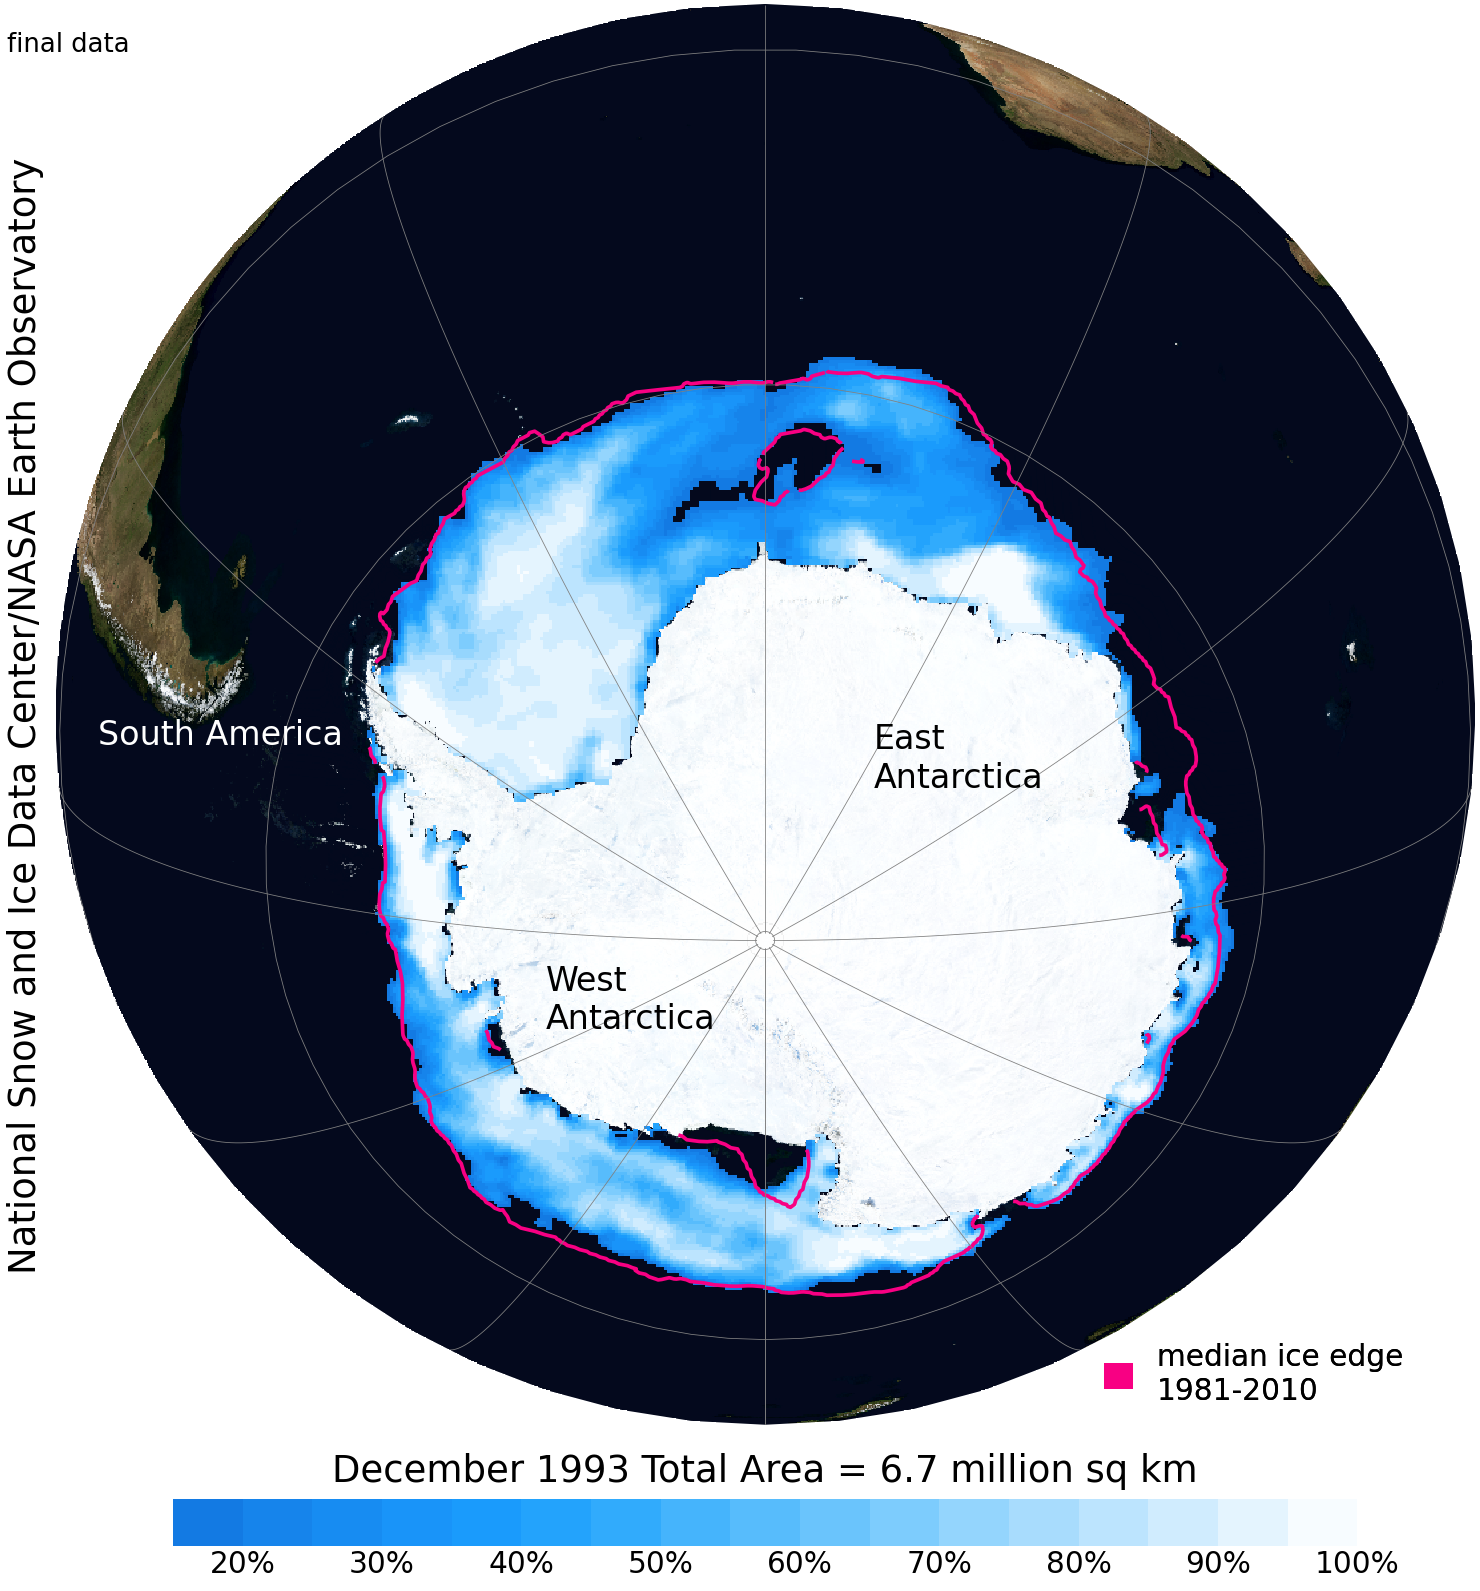 final data
National Snow and Ice Data Center/NASA Earth Observatory
South America
East
Antarctica
West
Antarctica
median ice edge
1981-2010
December 1993 Total Area = 6.7 million sq km
20% 30% 40% 50% 60% 70% 80% 90% 100%